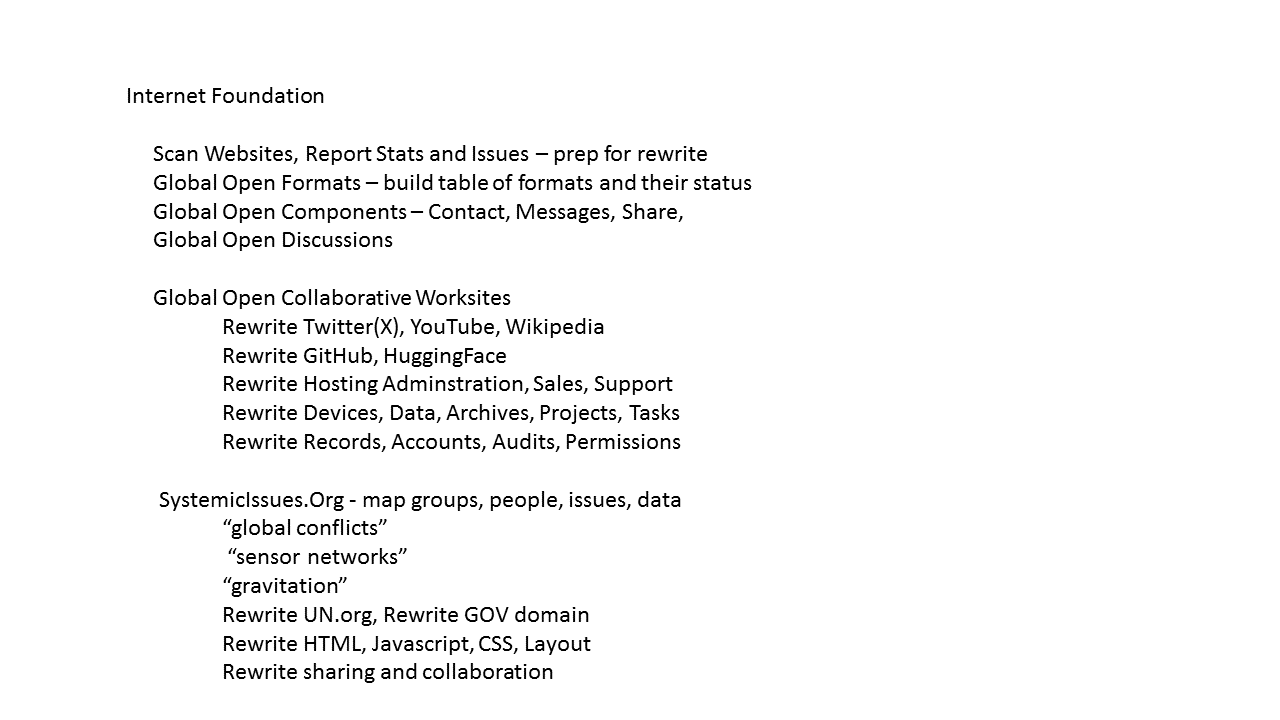 Internet Foundation
Scan Websites, Report Stats and Issues – prep for rewrite
Global Open Formats – build table of formats and their status
Global Open Components – Contact, Messages, Share,
Global Open Discussions
Global Open Collaborative Worksites
Rewrite Twitter(X), YouTube, Wikipedia
Rewrite GitHub, HuggingFace
Rewrite Hosting Adminstration, Sales, Support
Rewrite Devices, Data, Archives, Projects, Tasks
Rewrite Records, Accounts, Audits, Permissions
SystemicIssues.Org - map groups, people, issues, data
“global conflicts”
“sensor networks”
“gravitation”
Rewrite UN.org, Rewrite GOV domain
Rewrite HTML, Javascript, CSS, Layout
Rewrite sharing and collaboration